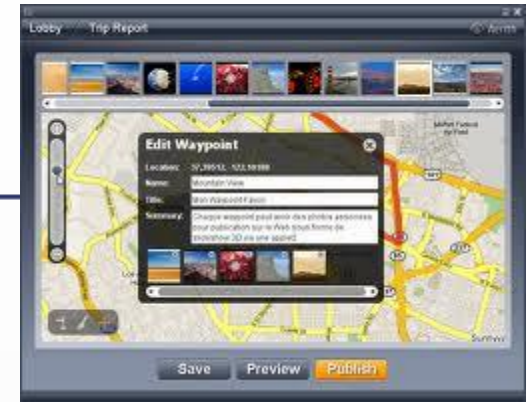 Lobby
Trip Report
Edit Waypoint
Location: 37,39512, -122,10100
Name: Mountain View
Title: Mon Waypoint Favori
Summary: Chaque waypoint peut avoir des photos associées
pour publication sur le Web sous forme de
slideshow 3D via une applet
Save Preview Publish